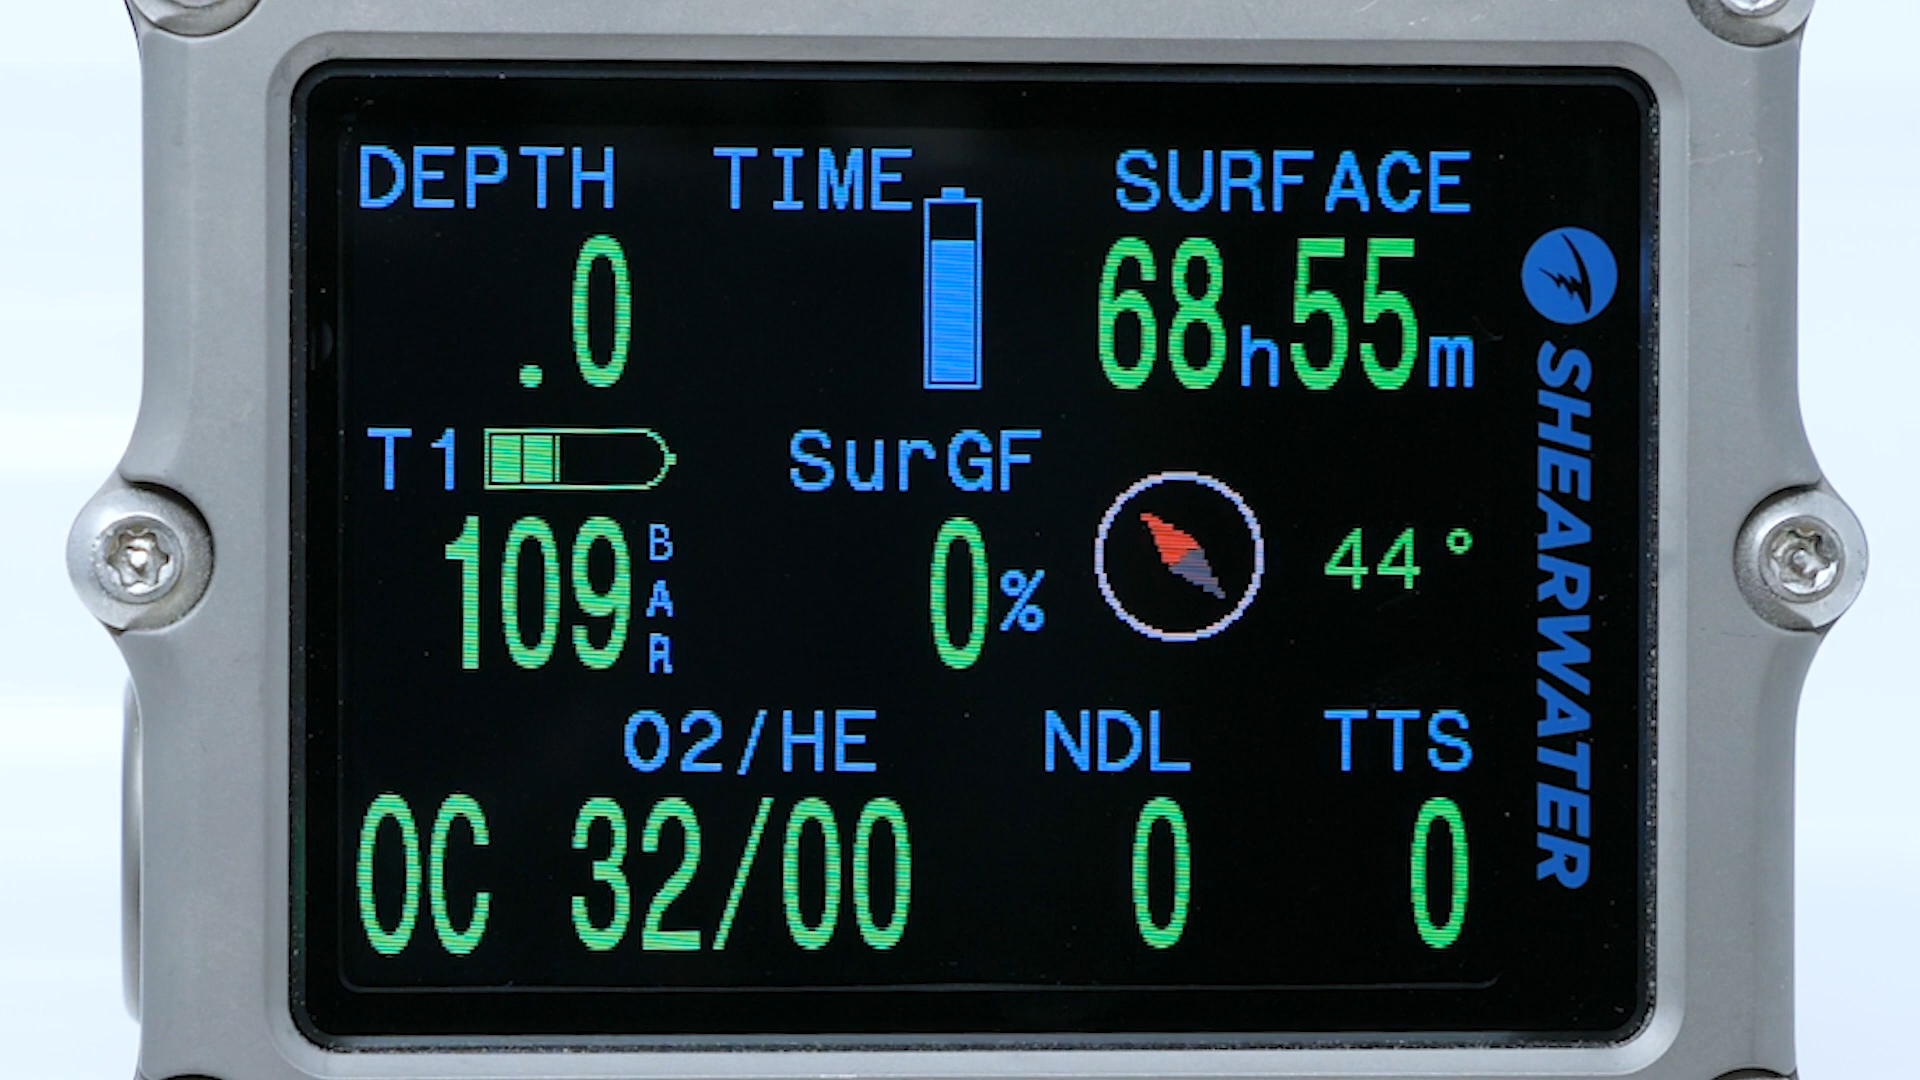 DEPTH TIME SURFACE
.0 68h55m
T1 SurGF
109 BAR 0% 44°
O2/HE NDL TTS
OC 32/00 0 0
SHEARWATER